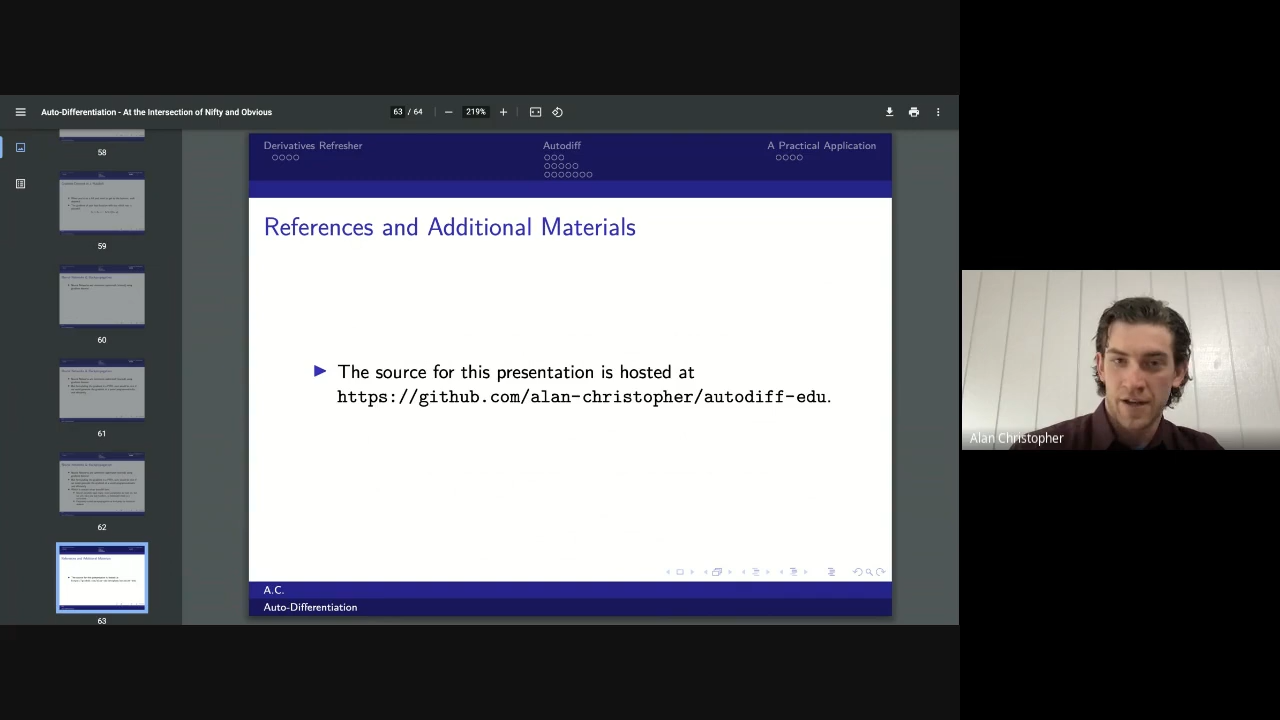 Auto-Differentiation - At the Intersection of Nifty and Obvious
63 / 64
219%
58
59
60
61
62
63
Derivatives Refresher
Autodiff
A Practical Application
References and Additional Materials
The source for this presentation is hosted at
https://github.com/alan-christopher/autodiff-edu.
A.C.
Auto-Differentiation
Alan Christopher